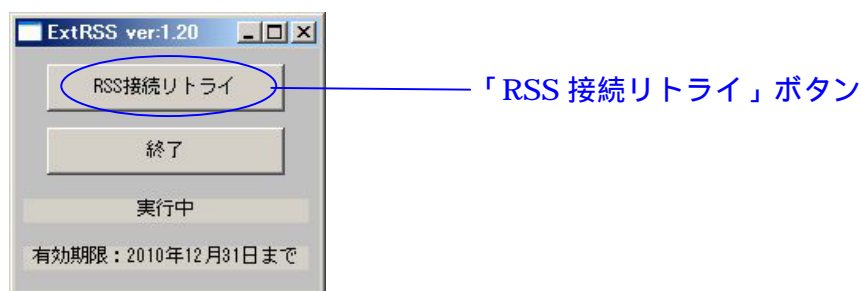 ExtRSS ver:1.20
RSS接続リトライ
「RSS 接続リトライ」ボタン
終了
実行中
有効期限：2010年12月31日まで